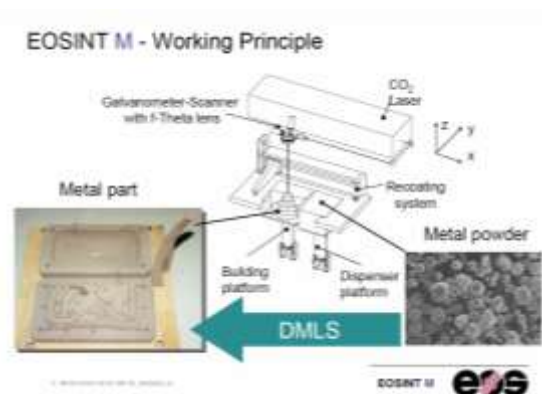 EOSINT M - Working Principle
CO2
Laser
Galvanometer-Scanner
with f-Theta lens
z
y
x
Metal part
Recoating
system
Metal powder
Building
platform
Dispenser
platform
DMLS
EOSINT M
eos